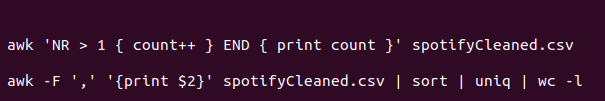 awk 'NR > 1 { count++ } END { print count }' spotifyCleaned.csv
awk -F ',' '{print $2}' spotifyCleaned.csv | sort | uniq | wc -l